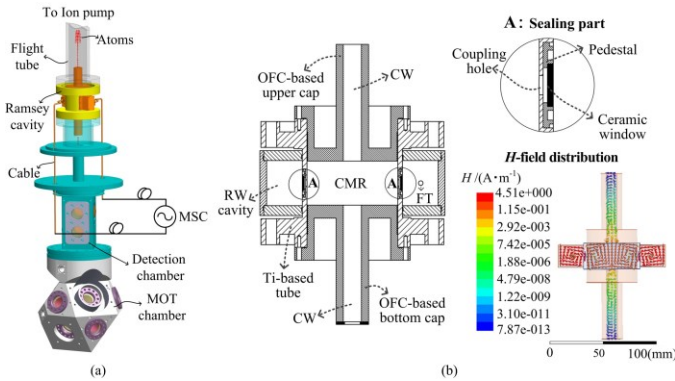 To Ion pump
Atoms
Flight
tube
Ramsey
cavity
Cable
MSC
Detection
chamber
MOT
chamber
(a)
OFC-based
upper cap
CW
A
CMR
A
RW
cavity
FT
Ti-based
tube
CW
OFC-based
bottom cap
(b)
A: Sealing part
Coupling
hole
Pedestal
Ceramic
window
H-field distribution
H /(A·m⁻¹)
4.51e+000
1.15e-001
2.92e-003
7.42e-005
1.88e-006
4.79e-008
1.22e-009
3.10e-011
7.87e-013
0 50 100(mm)